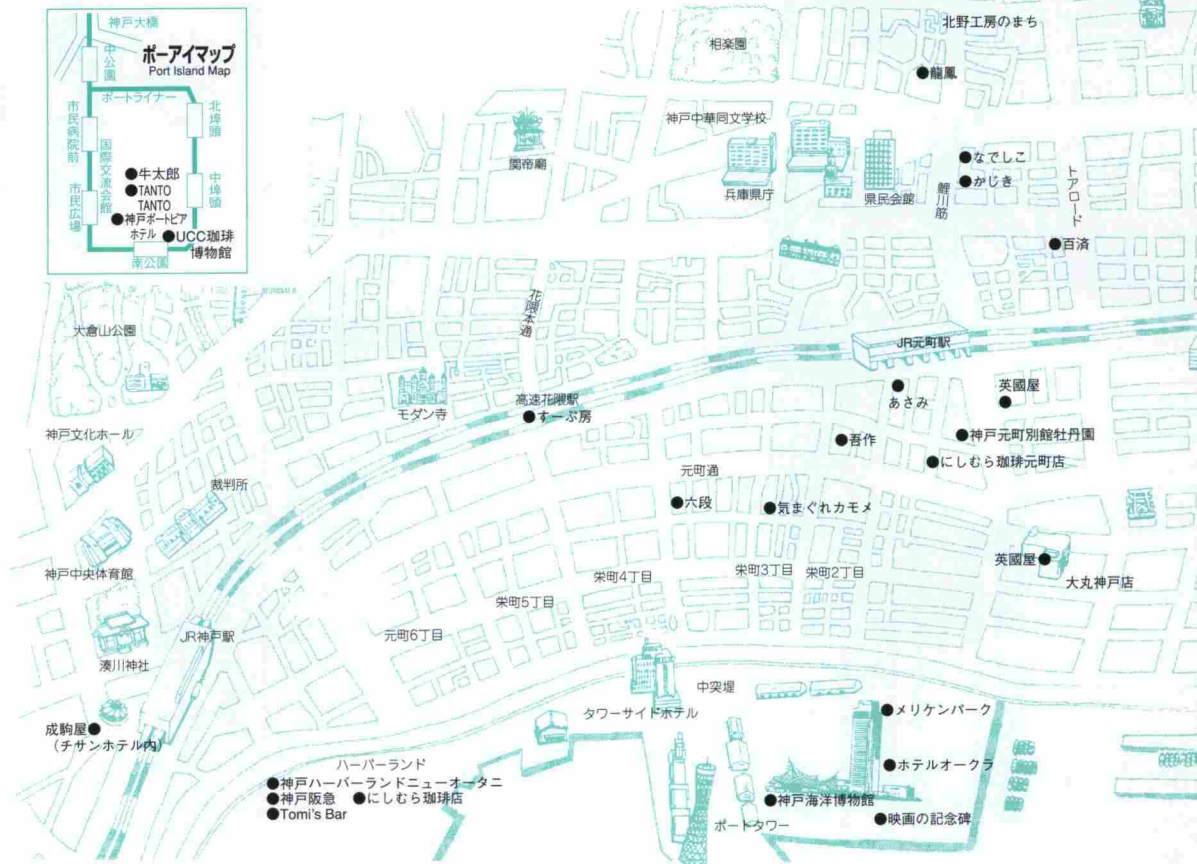 神戸大橋
ポーアイマップ
Port Island Map
中公園
ポートライナー
市民病院前
北埠頭
国際交流会館
牛太郎
TANTO
TANTO
中埠頭
市民広場
神戸ポートピア
ホテル
UCC珈琲
博物館
南公園
相楽園
北野工房のまち
龍鳳
神戸中華同文学校
関帝廟
兵庫県庁
県民会館
なでしこ
かじき
鯉川筋
トアロード
百済
大倉山公園
花隈本通
JR元町駅
モダン寺
高速花隈駅
すーぷ房
あさみ
英國屋
神戸文化ホール
吾作
神戸元町別館牡丹園
にしむら珈琲元町店
元町通
裁判所
六段
気まぐれカモメ
神戸中央体育館
栄町4丁目
栄町3丁目
栄町2丁目
英國屋
大丸神戸店
栄町5丁目
元町6丁目
JR神戸駅
湊川神社
中突堤
タワーサイドホテル
メリケンパーク
成駒屋
(チサンホテル内)
ハーバーランド
神戸ハーバーランドニューオータニ
神戸阪急
にしむら珈琲店
Tomi's Bar
ホテルオークラ
神戸海洋博物館
ポートタワー
映画の記念碑